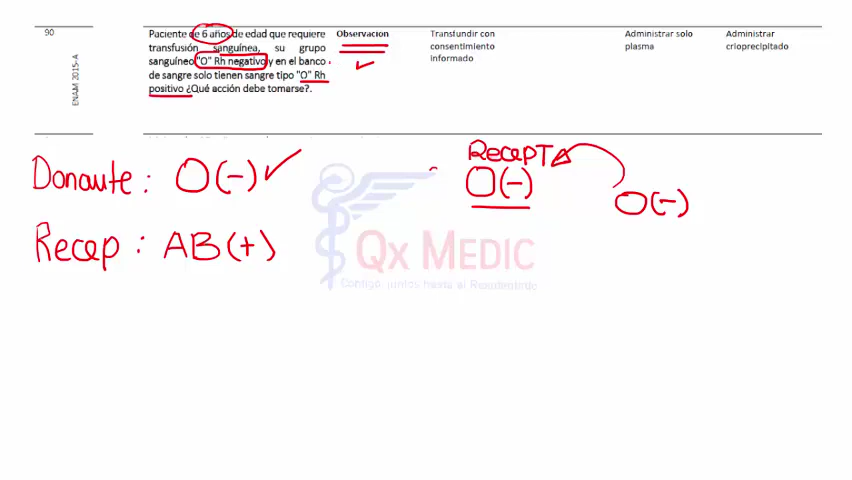 90
ENAM 2015-A
Paciente de 6 años de edad que requiere
transfusión sanguínea, su grupo
sanguíneo "O" Rh negativo y en el banco
de sangre solo tienen sangre tipo "O" Rh
positivo ¿Qué acción debe tomarse?.
Observacion
Transfundir con
consentimiento
informado
Administrar solo
plasma
Administrar
crioprecipitado
Donante: O(-)
Recep: AB(+)
RecepT
O(-)
O(-)
Qx MEDIC
Contigo, juntos hasta el Residentado